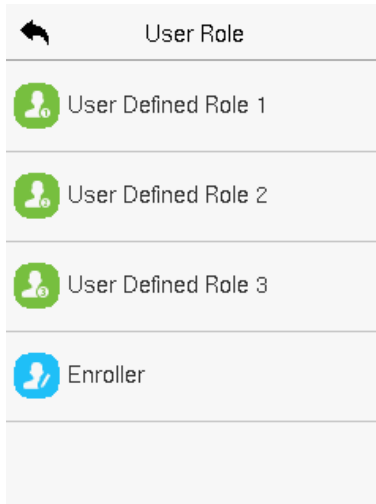 User Role
User Defined Role 1
User Defined Role 2
User Defined Role 3
Enroller